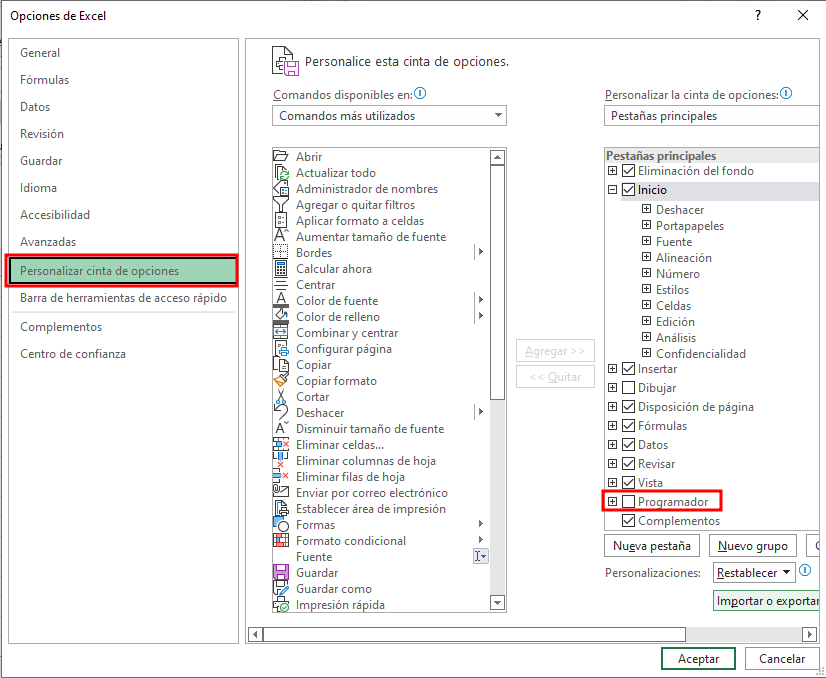 Opciones de Excel
?
General
Fórmulas
Datos
Revisión
Guardar
Idioma
Accesibilidad
Avanzadas
Personalizar cinta de opciones
Barra de herramientas de acceso rápido
Complementos
Centro de confianza
Personalice esta cinta de opciones.
Comandos disponibles en:
Comandos más utilizados
Abrir
Actualizar todo
Administrador de nombres
Agregar o quitar filtros
Aplicar formato a celdas
Aumentar tamaño de fuente
Bordes
Calcular ahora
Centrar
Color de fuente
Color de relleno
Combinar y centrar
Configurar página
Copiar
Copiar formato
Cortar
Deshacer
Disminuir tamaño de fuente
Eliminar celdas...
Eliminar columnas de hoja
Eliminar filas de hoja
Enviar por correo electrónico
Establecer área de impresión
Formas
Formato condicional
Fuente
Guardar
Guardar como
Impresión rápida
Agregar >>
<< Quitar
Personalizar la cinta de opciones:
Pestañas principales
Pestañas principales
Eliminación del fondo
Inicio
Deshacer
Portapapeles
Fuente
Alineación
Número
Estilos
Celdas
Edición
Análisis
Confidencialidad
Insertar
Dibujar
Disposición de página
Fórmulas
Datos
Revisar
Vista
Programador
Complementos
Nueva pestaña
Nuevo grupo
Personalizaciones:
Restablecer
Importar o exportar
Aceptar
Cancelar